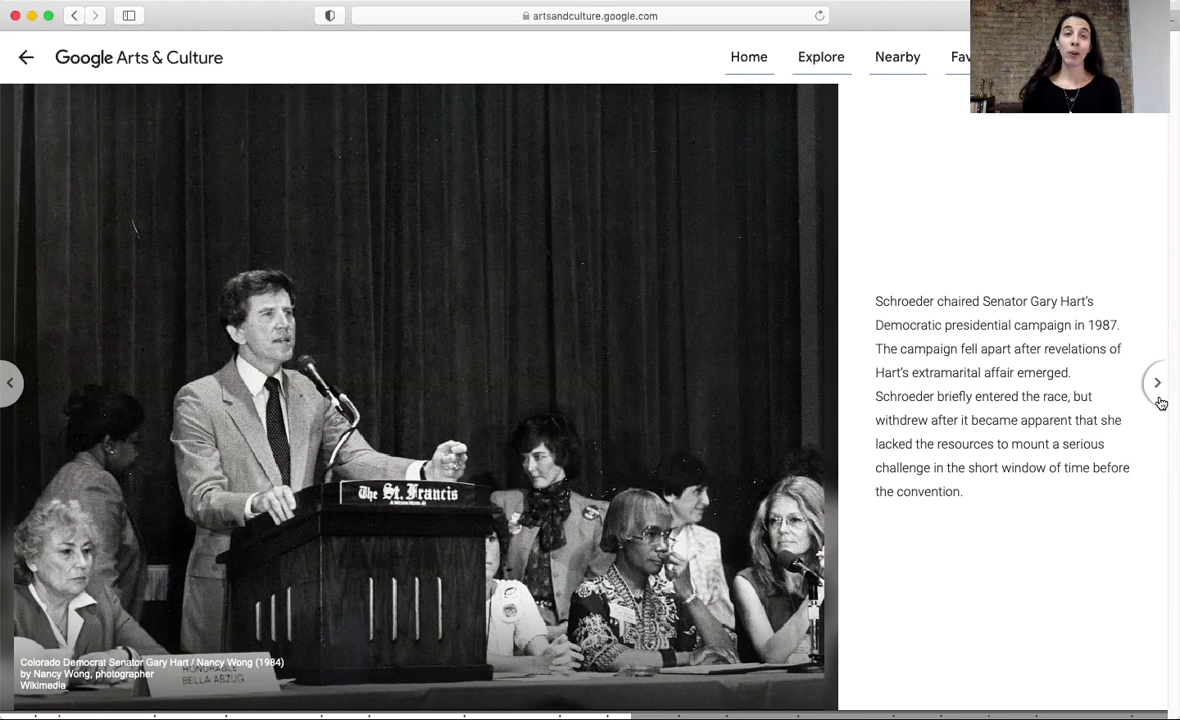 artsandculture.google.com
Google Arts & Culture
Home Explore Nearby Fav
Schroeder chaired Senator Gary Hart's
Democratic presidential campaign in 1987.
The campaign fell apart after revelations of
Hart's extramarital affair emerged.
Schroeder briefly entered the race, but
withdrew after it became apparent that she
lacked the resources to mount a serious
challenge in the short window of time before
the convention.
The St. Francis
Colorado Democrat Senator Gary Hart / Nancy Wong (1984)
by Nancy Wong, photographer
Wikimedia
HONORABLE
BELLA ABZUG